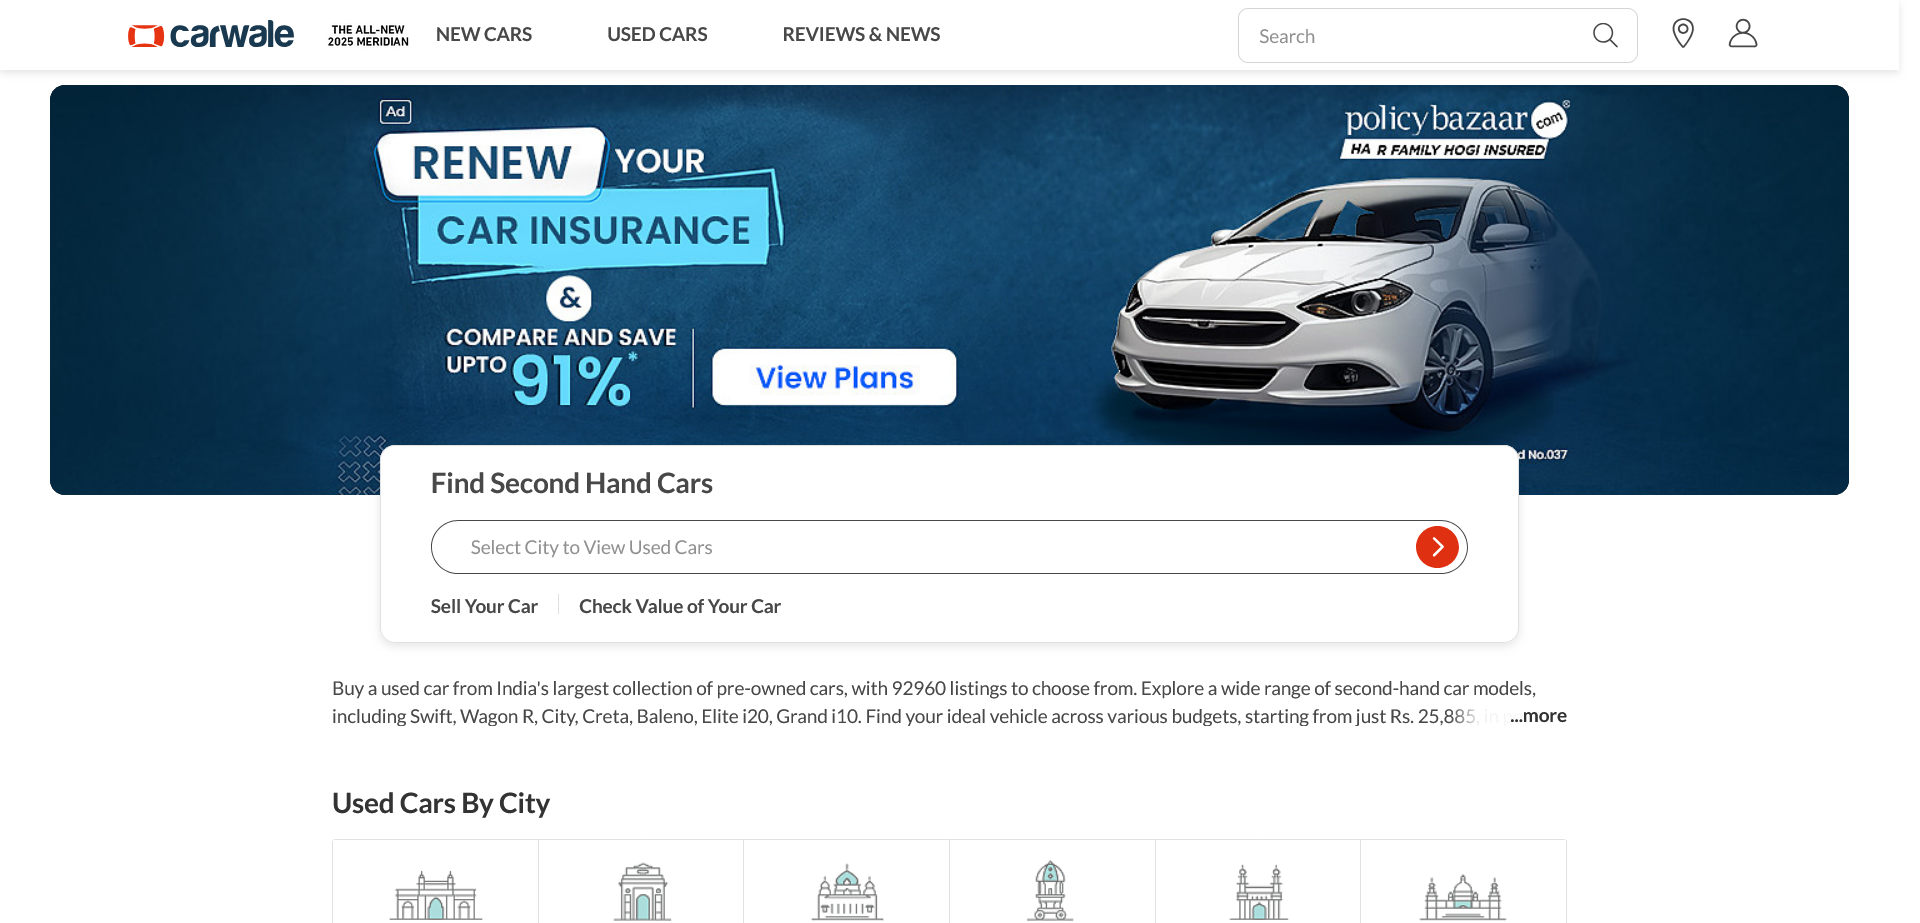 carwale
THE ALL-NEW
2025 MERIDIAN
NEW CARS
USED CARS
REVIEWS & NEWS
Search
Ad
RENEW YOUR
CAR INSURANCE
&
COMPARE AND SAVE
UPTO 91%*
View Plans
policybazaar.com®
HA R FAMILY HOGI INSURED
d No.037
Find Second Hand Cars
Select City to View Used Cars
Sell Your Car
Check Value of Your Car
Buy a used car from India's largest collection of pre-owned cars, with 92960 listings to choose from. Explore a wide range of second-hand car models,
including Swift, Wagon R, City, Creta, Baleno, Elite i20, Grand i10. Find your ideal vehicle across various budgets, starting from just Rs. 25,885, in ...more
Used Cars By City